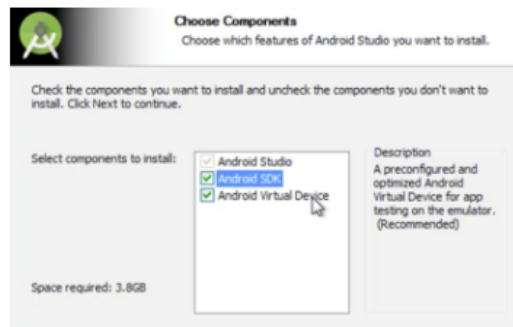 Choose Components
Choose which features of Android Studio you want to install.
Check the components you want to install and uncheck the components you don't want to
install. Click Next to continue.
Select components to install:
Android Studio
Android SDK
Android Virtual Device
Description
A preconfigured and
optimized Android
Virtual Device for app
testing on the emulator.
(Recommended)
Space required: 3.8GB